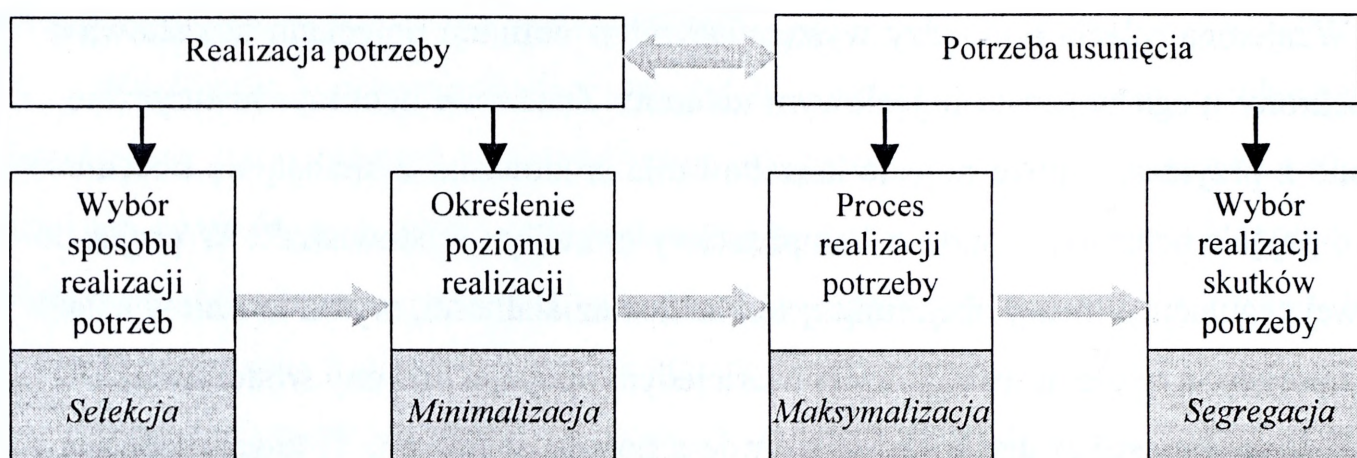 Realizacja potrzeby
Potrzeba usunięcia
Wybór
sposobu
realizacji
potrzeb
Selekcja
Określenie
poziomu
realizacji
Minimalizacja
Proces
realizacji
potrzeby
Maksymalizacja
Wybór
realizacji
skutków
potrzeby
Segregacja